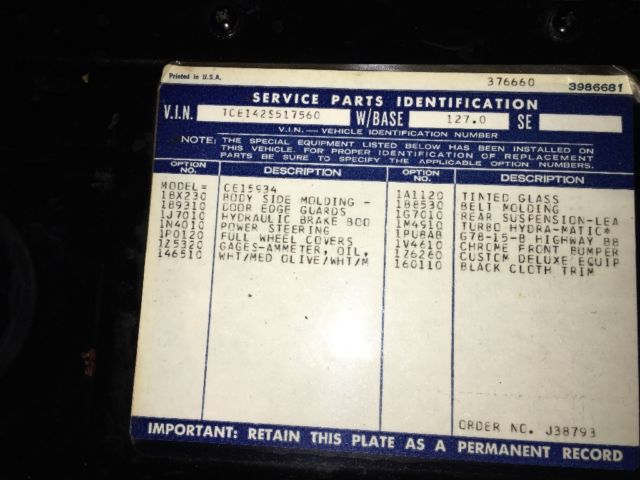 Printed in U.S.A. 376660 3986681
SERVICE PARTS IDENTIFICATION
V.I.N. TCE142S517560 W/BASE 127.0 SE
V.I.N. — VEHICLE IDENTIFICATION NUMBER
NOTE: THE SPECIAL EQUIPMENT LISTED BELOW HAS BEEN INSTALLED ON
THIS VEHICLE. FOR PROPER IDENTIFICATION OF REPLACEMENT
PARTS BE SURE TO SPECIFY THE APPLICABLE OPTION NUMBERS.
OPTION NO. DESCRIPTION OPTION NO. DESCRIPTION
MODEL= CE15934 1A1120 TINTED GLASS
1BX230 BODY SIDE MOLDING - 1B8530 BELT MOLDING
1B9310 DOOR EDGE GUARDS 1G7010 REAR SUSPENSION-LEA
1J7010 HYDRAULIC BRAKE BOO 1M4910 TURBO HYDRA-MATIC*
1N4010 POWER STEERING 1PU8AB G78-15-B HIGHWAY BB
1P0120 FULL WHEEL COVERS 1V4610 CHROME FRONT BUMPER
1Z5320 GAGES-AMMETER, OIL, 1Z6260 CUSTOM DELUXE EQUIP
146510 WHT/MED OLIVE/WHT/M 160110 BLACK CLOTH TRIM
ORDER NO. J38793
IMPORTANT: RETAIN THIS PLATE AS A PERMANENT RECORD